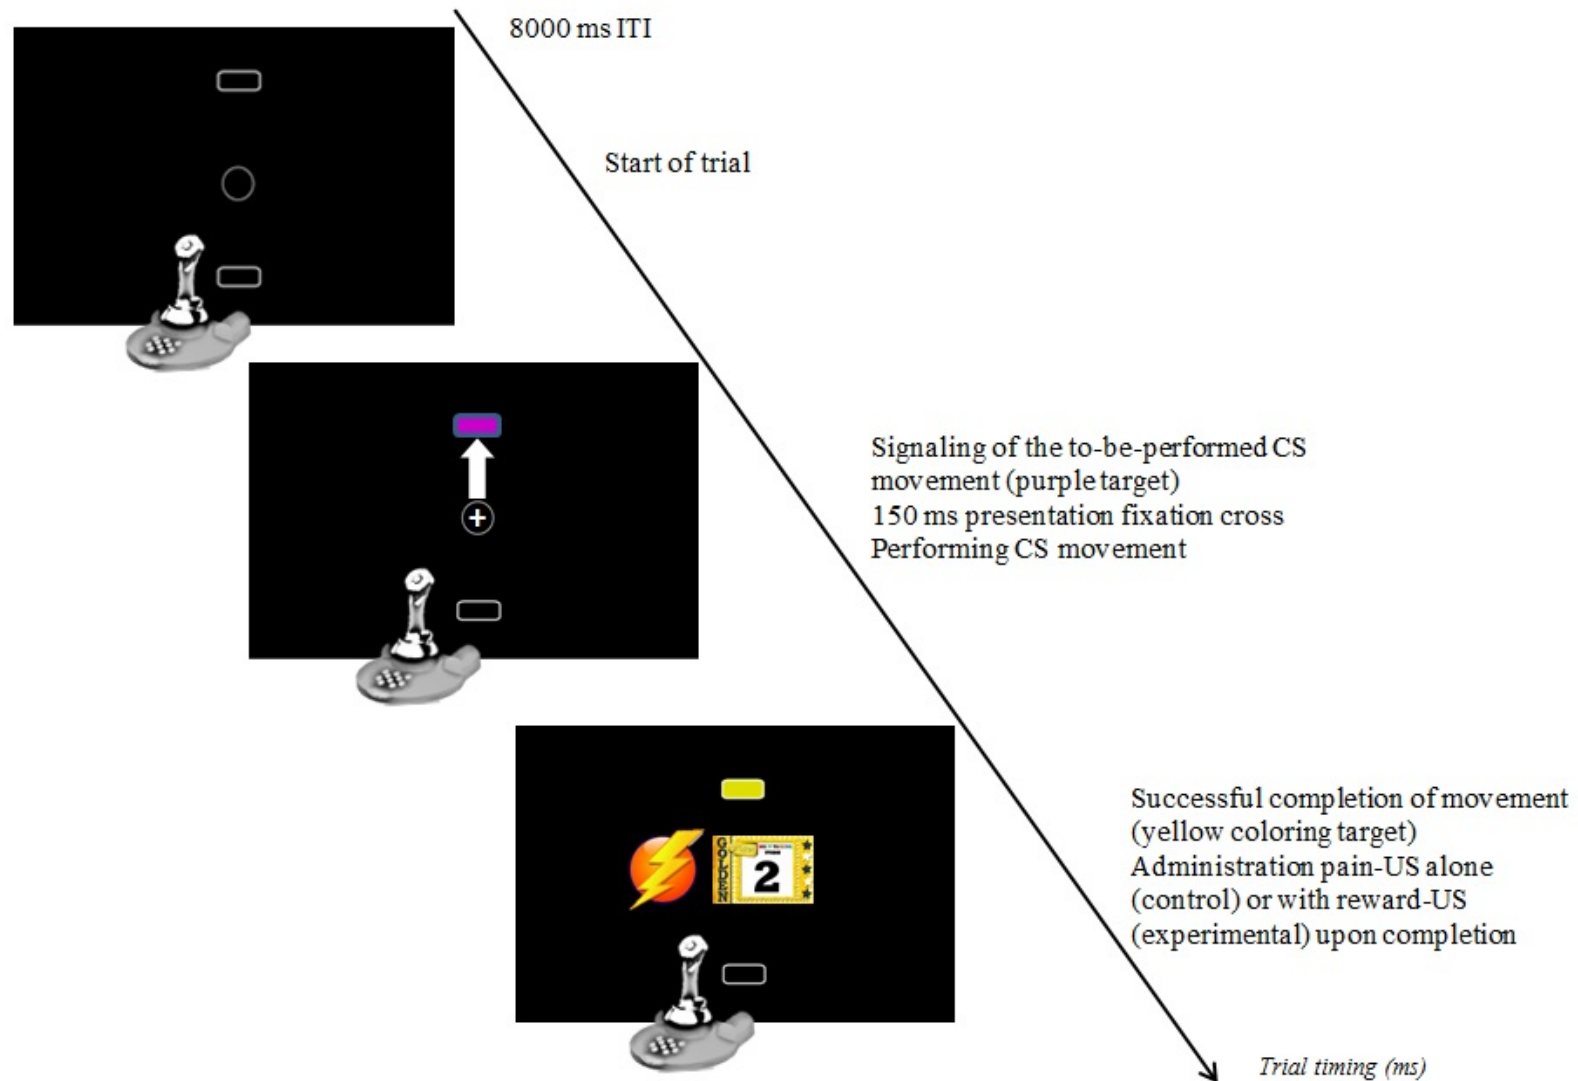 8000 ms ITI
Start of trial
Signaling of the to-be-performed CS
movement (purple target)
150 ms presentation fixation cross
Performing CS movement
+
GOLDEN
2
Successful completion of movement
(yellow coloring target)
Administration pain-US alone
(control) or with reward-US
(experimental) upon completion
Trial timing (ms)